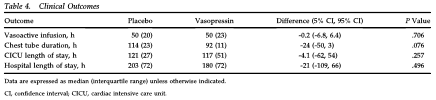 Table 4. Clinical Outcomes
Outcome Placebo Vasopressin Difference (5% CI, 95% CI) P Value
Vasoactive infusion, h 50 (20) 50 (23) -0.2 (-6.8, 6.4) .706
Chest tube duration, h 114 (23) 92 (11) -24 (-50, 3) .076
CICU length of stay, h 121 (27) 117 (51) -4.1 (-62, 54) .257
Hospital length of stay, h 203 (72) 180 (72) -21 (-109, 66) .496
Data are expressed as median (interquartile range) unless otherwise indicated.
CI, confidence interval; CICU, cardiac intensive care unit.